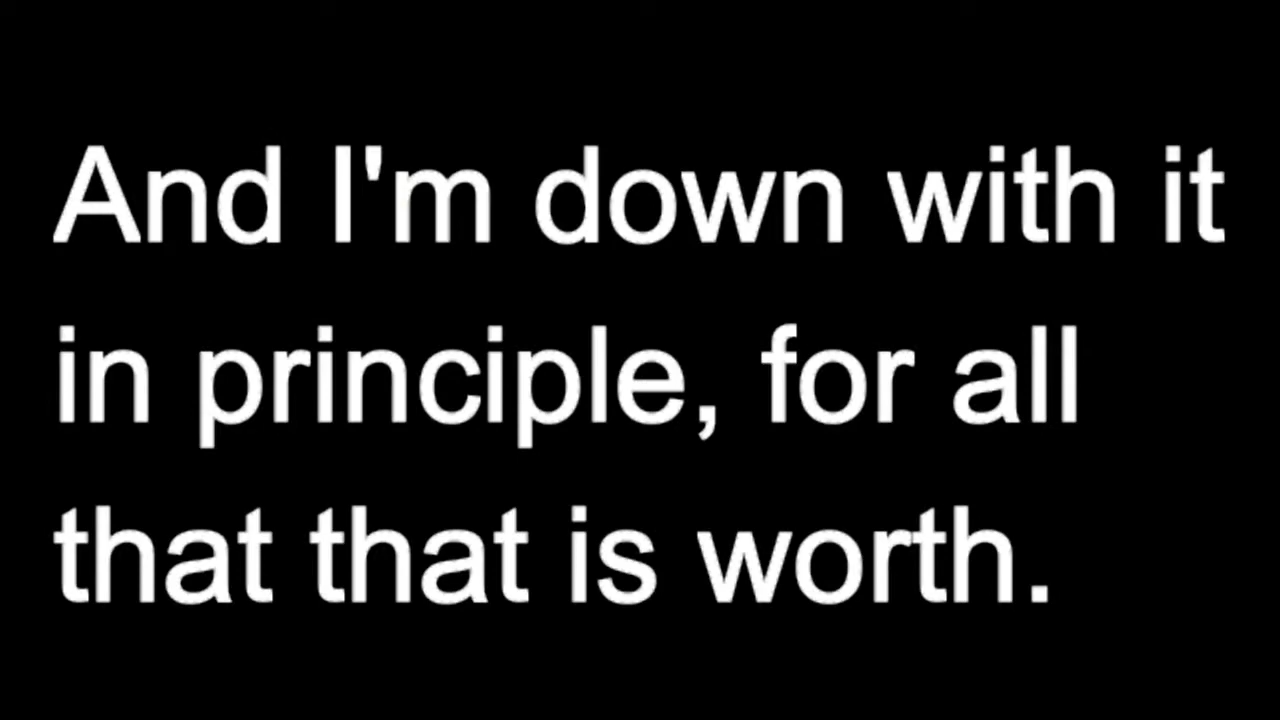 And I'm down with it
in principle, for all
that that is worth.